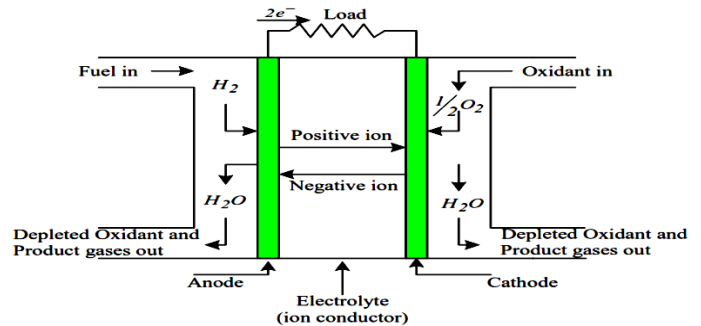 2e⁻
Load
Fuel in
Oxidant in
H₂
1/2O₂
Positive ion
Negative ion
H₂O
H₂O
Depleted Oxidant and
Product gases out
Depleted Oxidant and
Product gases out
Anode
Cathode
Electrolyte
(ion conductor)